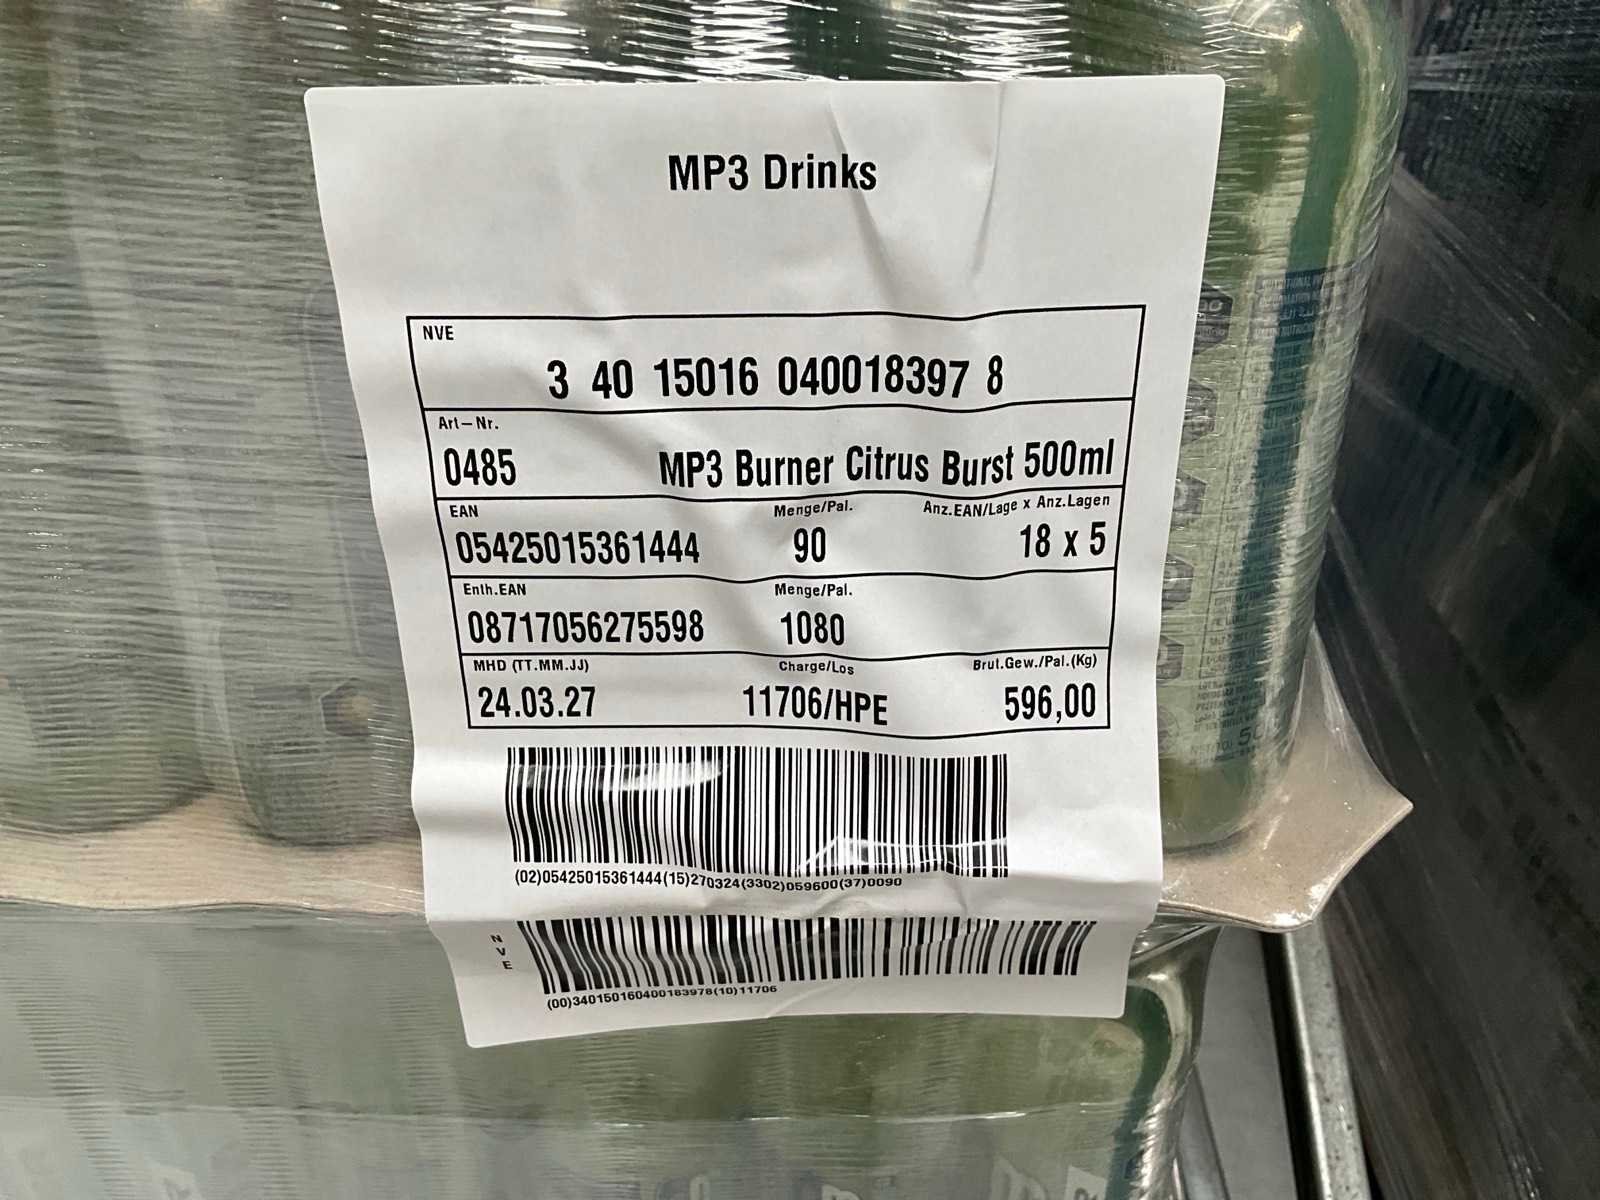 MP3 Drinks
NVE
3 40 15016 040018397 8
Art-Nr.
0485 MP3 Burner Citrus Burst 500ml
EAN Menge/Pal. Anz.EAN/Lage x Anz.Lagen
05425015361444 90 18 x 5
Enth.EAN Menge/Pal.
08717056275598 1080
MHD (TT.MM.JJ) Charge/Los Brut.Gew./Pal.(Kg)
24.03.27 11706/HPE 596,00
(02)05425015361444(15)270324(3302)059600(37)0090
NVE
(00)340150160400183978(10)11706